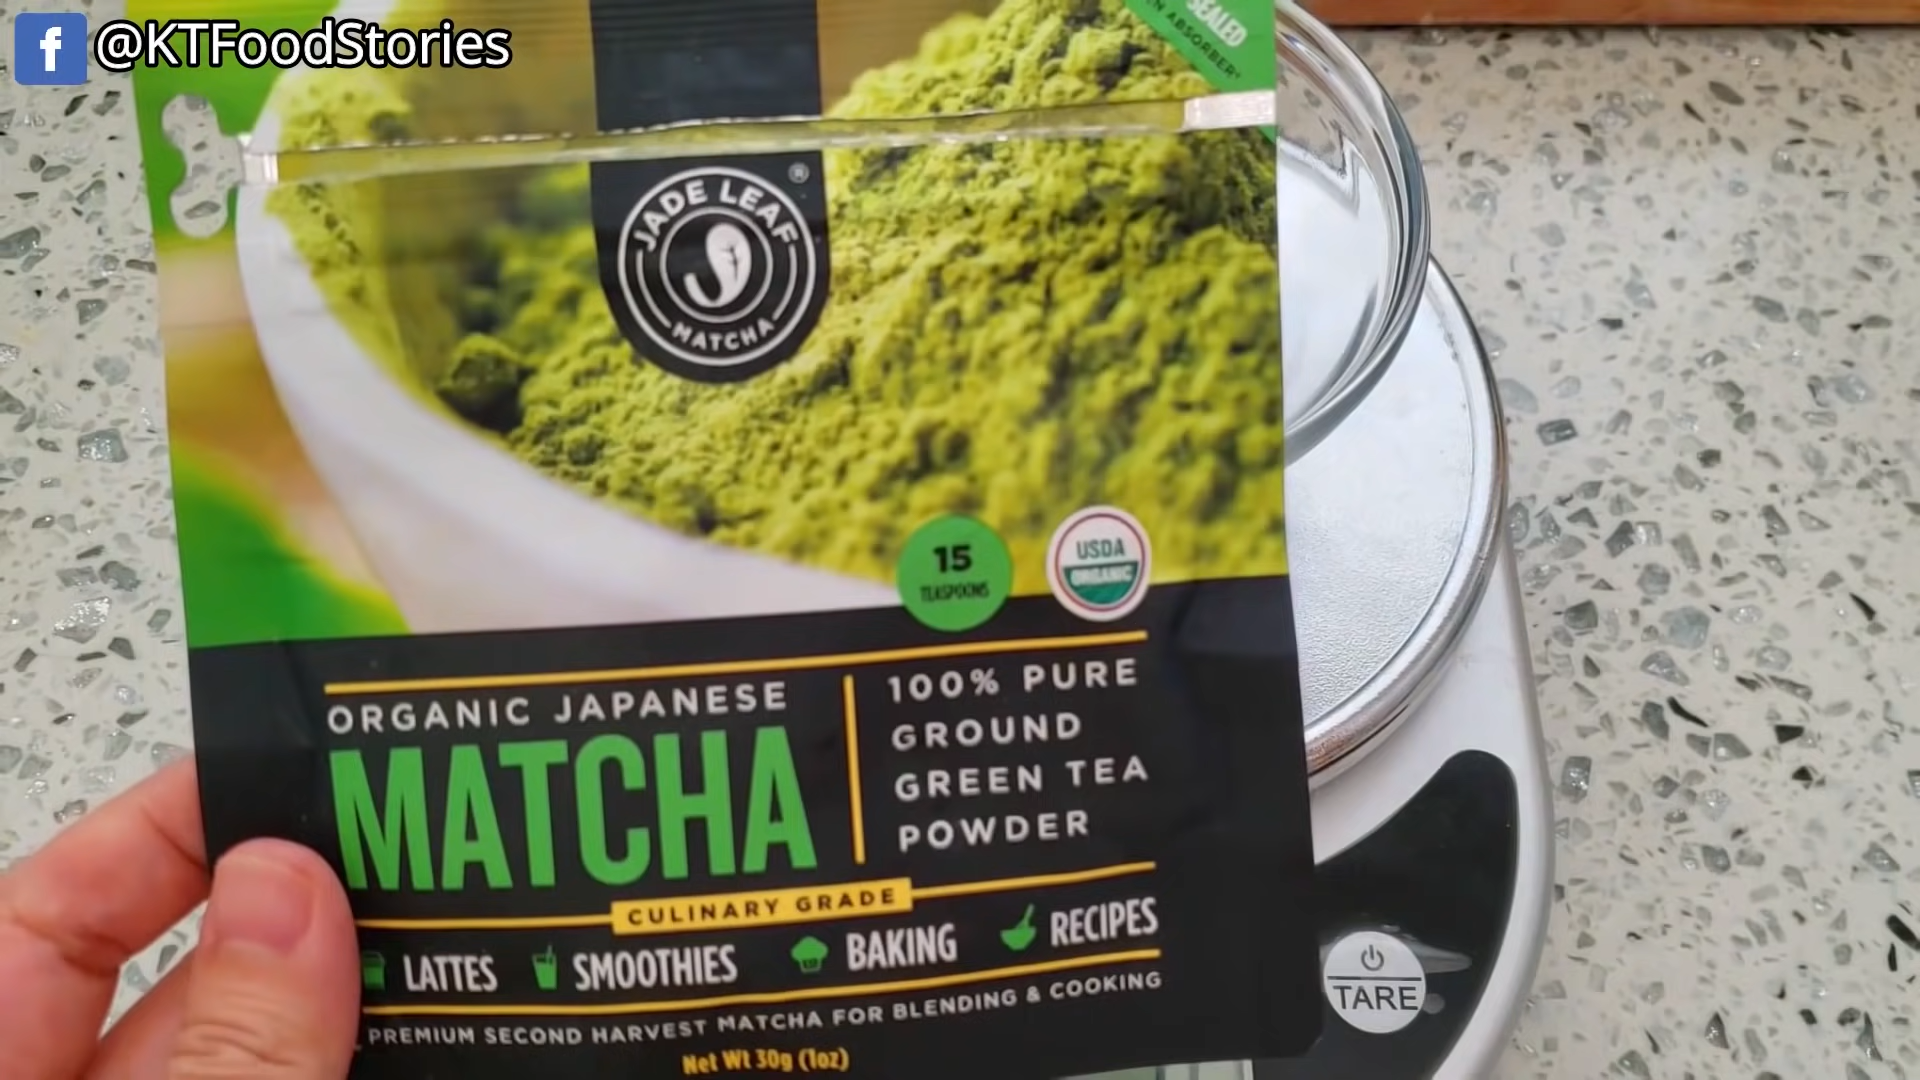 @KTFoodStories
SEALED
ABSORBER*
JADE LEAF
MATCHA
®
15
TEASPOONS
USDA
ORGANIC
ORGANIC JAPANESE
MATCHA
100% PURE
GROUND
GREEN TEA
POWDER
CULINARY GRADE
LATTES
SMOOTHIES
BAKING
RECIPES
PREMIUM SECOND HARVEST MATCHA FOR BLENDING & COOKING
Net Wt 30g (1oz)
TARE